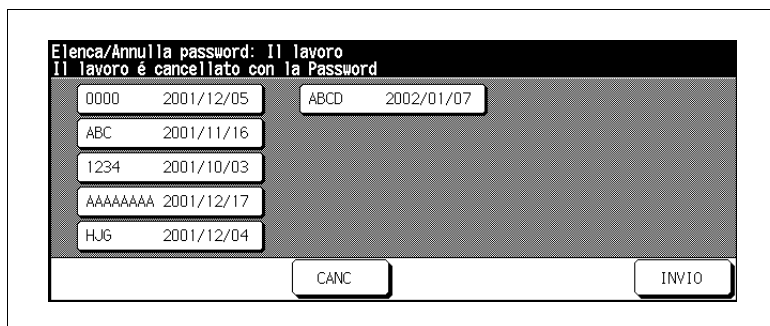 Elenca/Annulla password: Il lavoro
Il lavoro é cancellato con la Password
0000 2001/12/05
ABCD 2002/01/07
ABC 2001/11/16
1234 2001/10/03
AAAAAAAA 2001/12/17
HJG 2001/12/04
CANC
INVIO